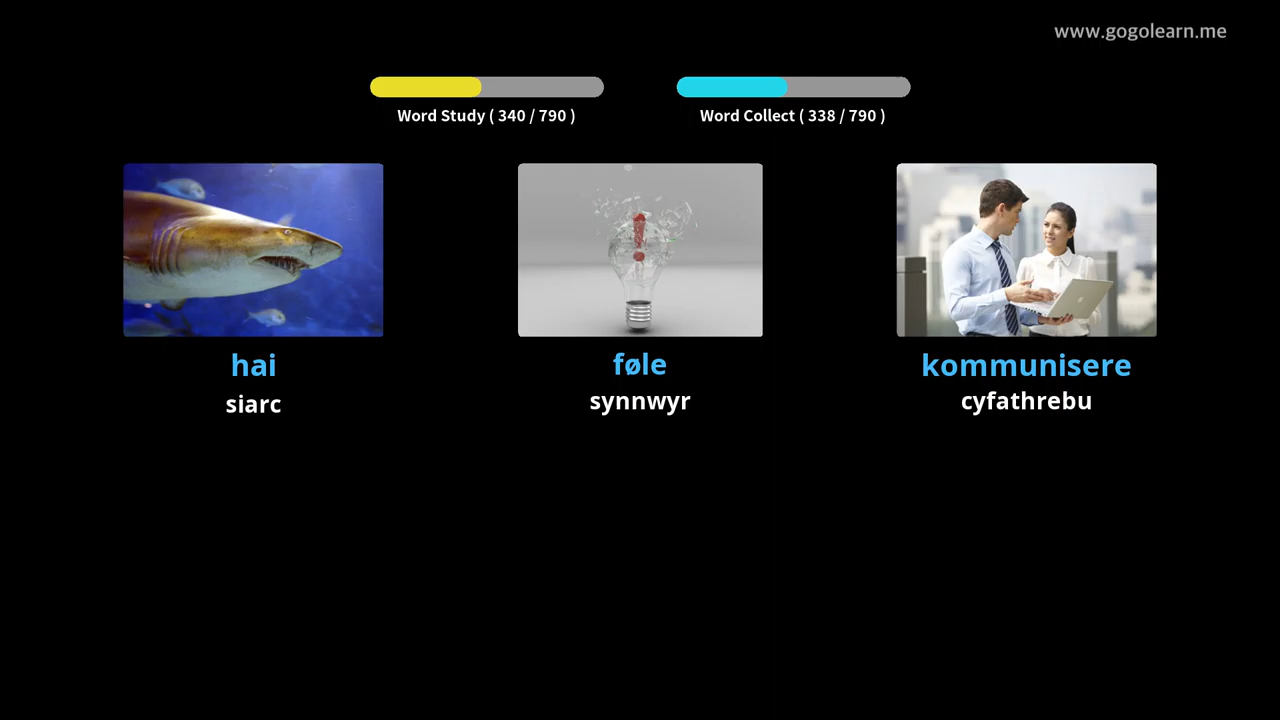 www.gogolearn.me
Word Study ( 340 / 790 )
Word Collect ( 338 / 790 )
hai
siarc
føle
synnwyr
kommunisere
cyfathrebu